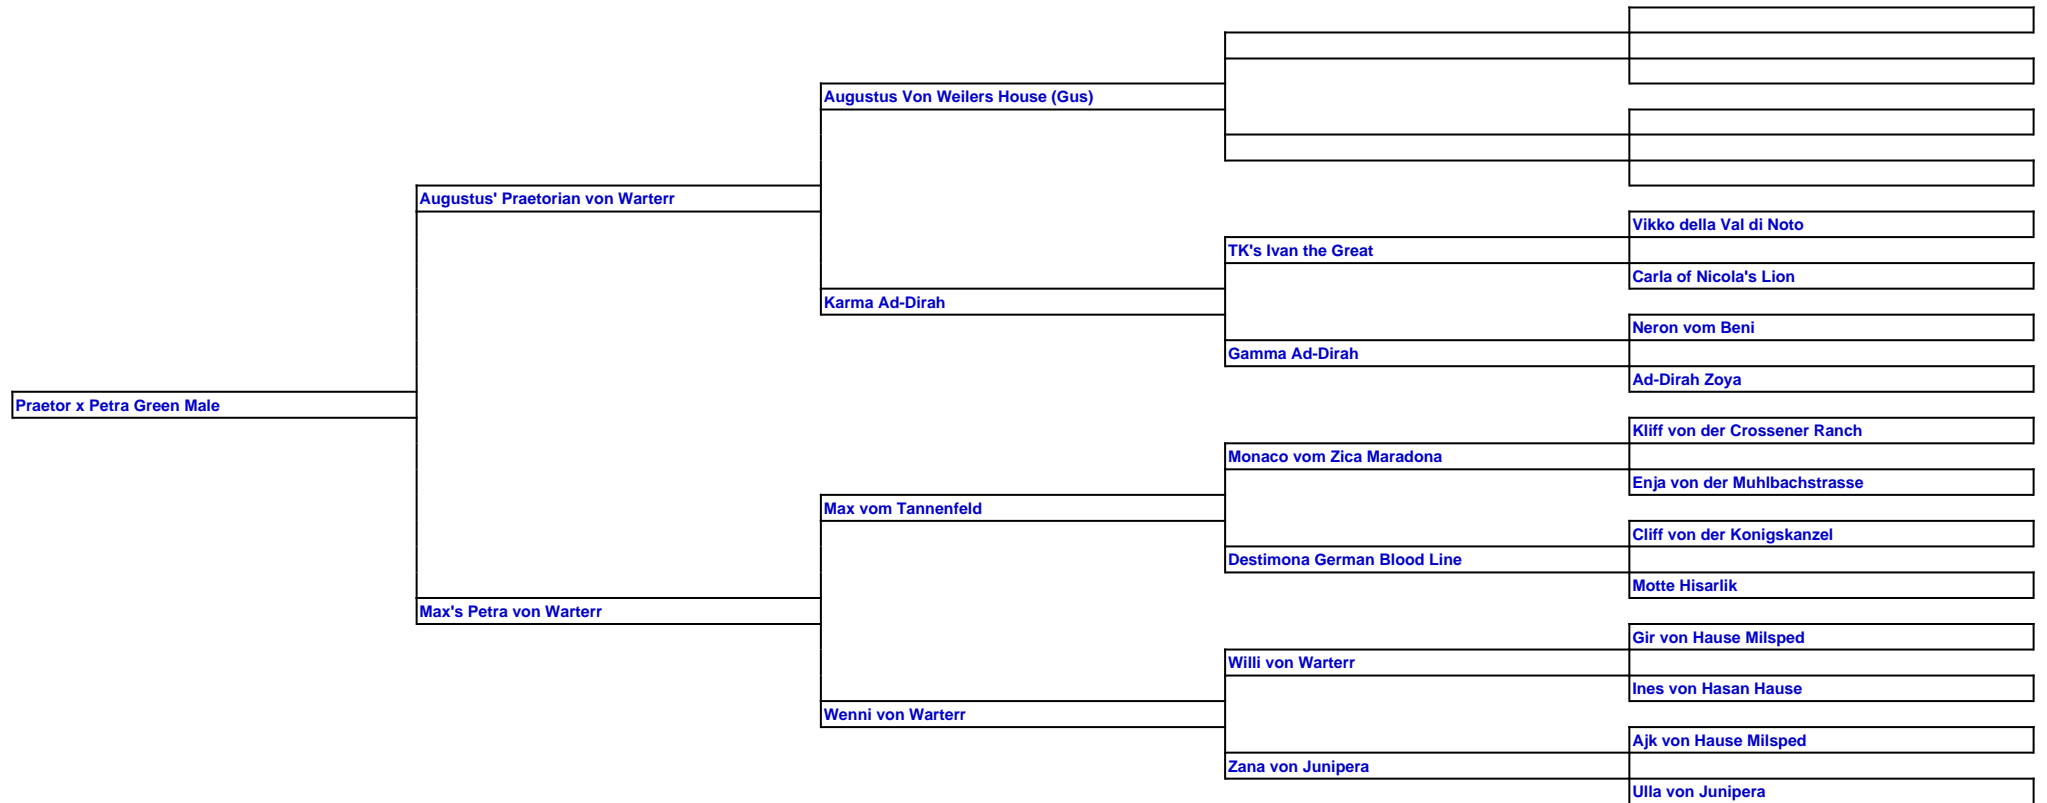 Augustus Von Weilers House (Gus)
Augustus' Praetorian von Warterr
Vikko della Val di Noto
TK's Ivan the Great
Carla of Nicola's Lion
Karma Ad-Dirah
Neron vom Beni
Gamma Ad-Dirah
Ad-Dirah Zoya
Praetor x Petra Green Male
Kliff von der Crossener Ranch
Monaco vom Zica Maradona
Enja von der Muhlbachstrasse
Max vom Tannenfeld
Cliff von der Konigskanzel
Destimona German Blood Line
Motte Hisarlik
Max's Petra von Warterr
Gir von Hause Milsped
Willi von Warterr
Ines von Hasan Hause
Wenni von Warterr
Ajk von Hause Milsped
Zana von Junipera
Ulla von Junipera